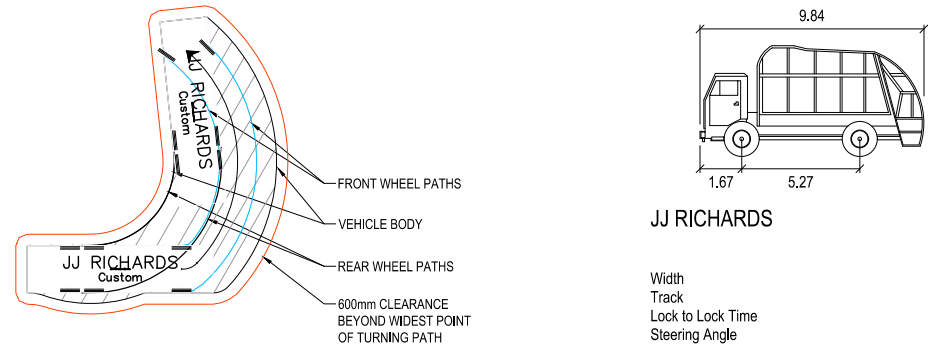 JJ RICHARDS
Custom
JJ RICHARDS
Custom
FRONT WHEEL PATHS
VEHICLE BODY
REAR WHEEL PATHS
600mm CLEARANCE
BEYOND WIDEST POINT
OF TURNING PATH
9.84
1.67
5.27
JJ RICHARDS
Width
Track
Lock to Lock Time
Steering Angle